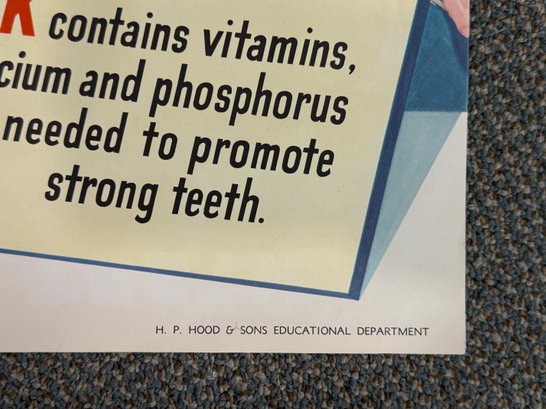 K contains vitamins,
cium and phosphorus
needed to promote
strong teeth.
H. P. HOOD & SONS EDUCATIONAL DEPARTMENT